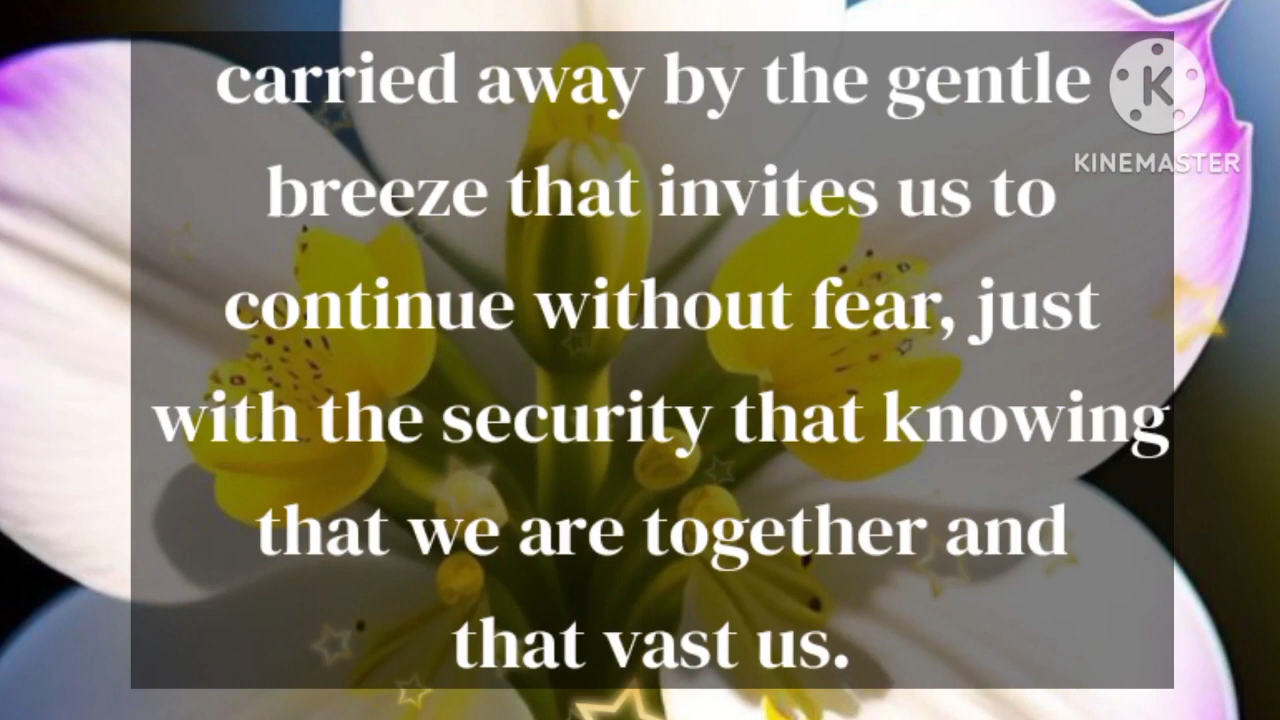 carried away by the gentle
breeze that invites us to
continue without fear, just
with the security that knowing
that we are together and
that vast us.
K
KINEMASTER